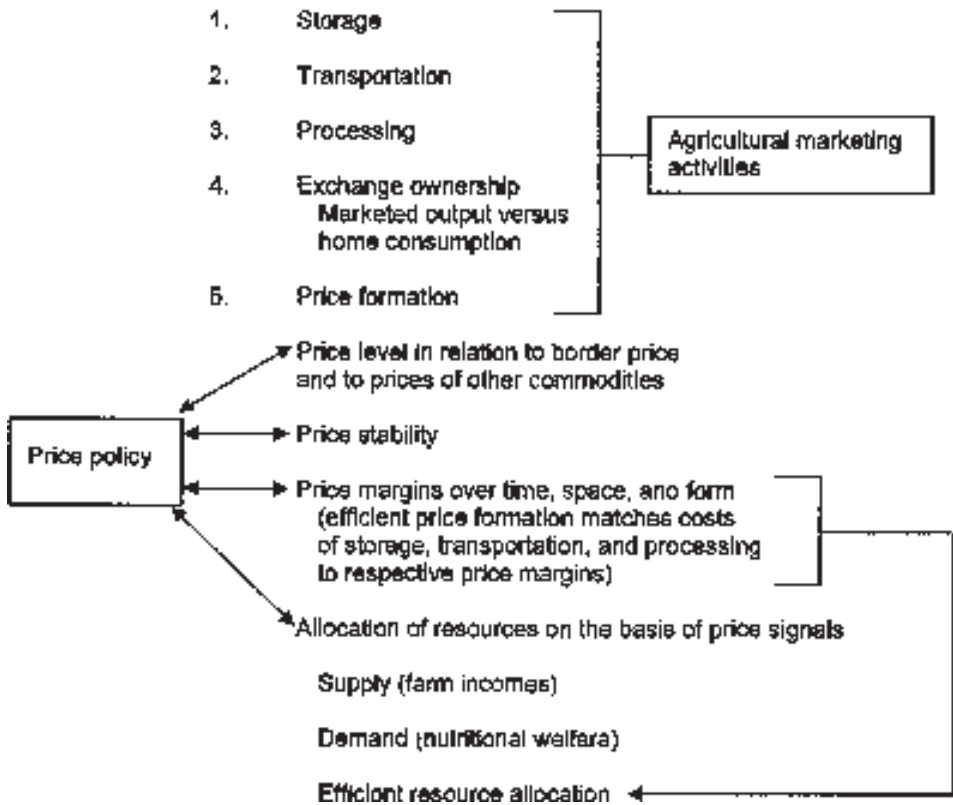 1. Storage
2. Transportation
3. Processing
Agricultural marketing
activities
4. Exchange ownership
Marketed output versus
home consumption
5. Price formation
Price level in relation to border price
and to prices of other commodities
Price policy
Price stability
Price margins over time, space, and form
(efficient price formation matches costs
of storage, transportation, and processing
to respective price margins)
Allocation of resources on the basis of price signals
Supply (farm incomes)
Demand (nutritional welfare)
Efficient resource allocation